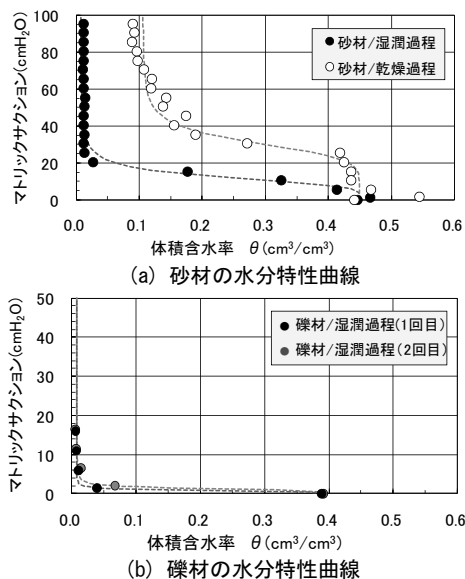 マトリックサクション(cmH₂O)
100
80
60
40
20
0
● 砂材/湿潤過程
○ 砂材/乾燥過程
0.0 0.1 0.2 0.3 0.4 0.5 0.6
体積含水率 θ(cm³/cm³)
(a) 砂材の水分特性曲線
マトリックサクション(cmH₂O)
50
40
30
20
10
0
● 礫材/湿潤過程(1回目)
● 礫材/湿潤過程(2回目)
0.0 0.1 0.2 0.3 0.4 0.5 0.6
体積含水率 θ(cm³/cm³)
(b) 礫材の水分特性曲線